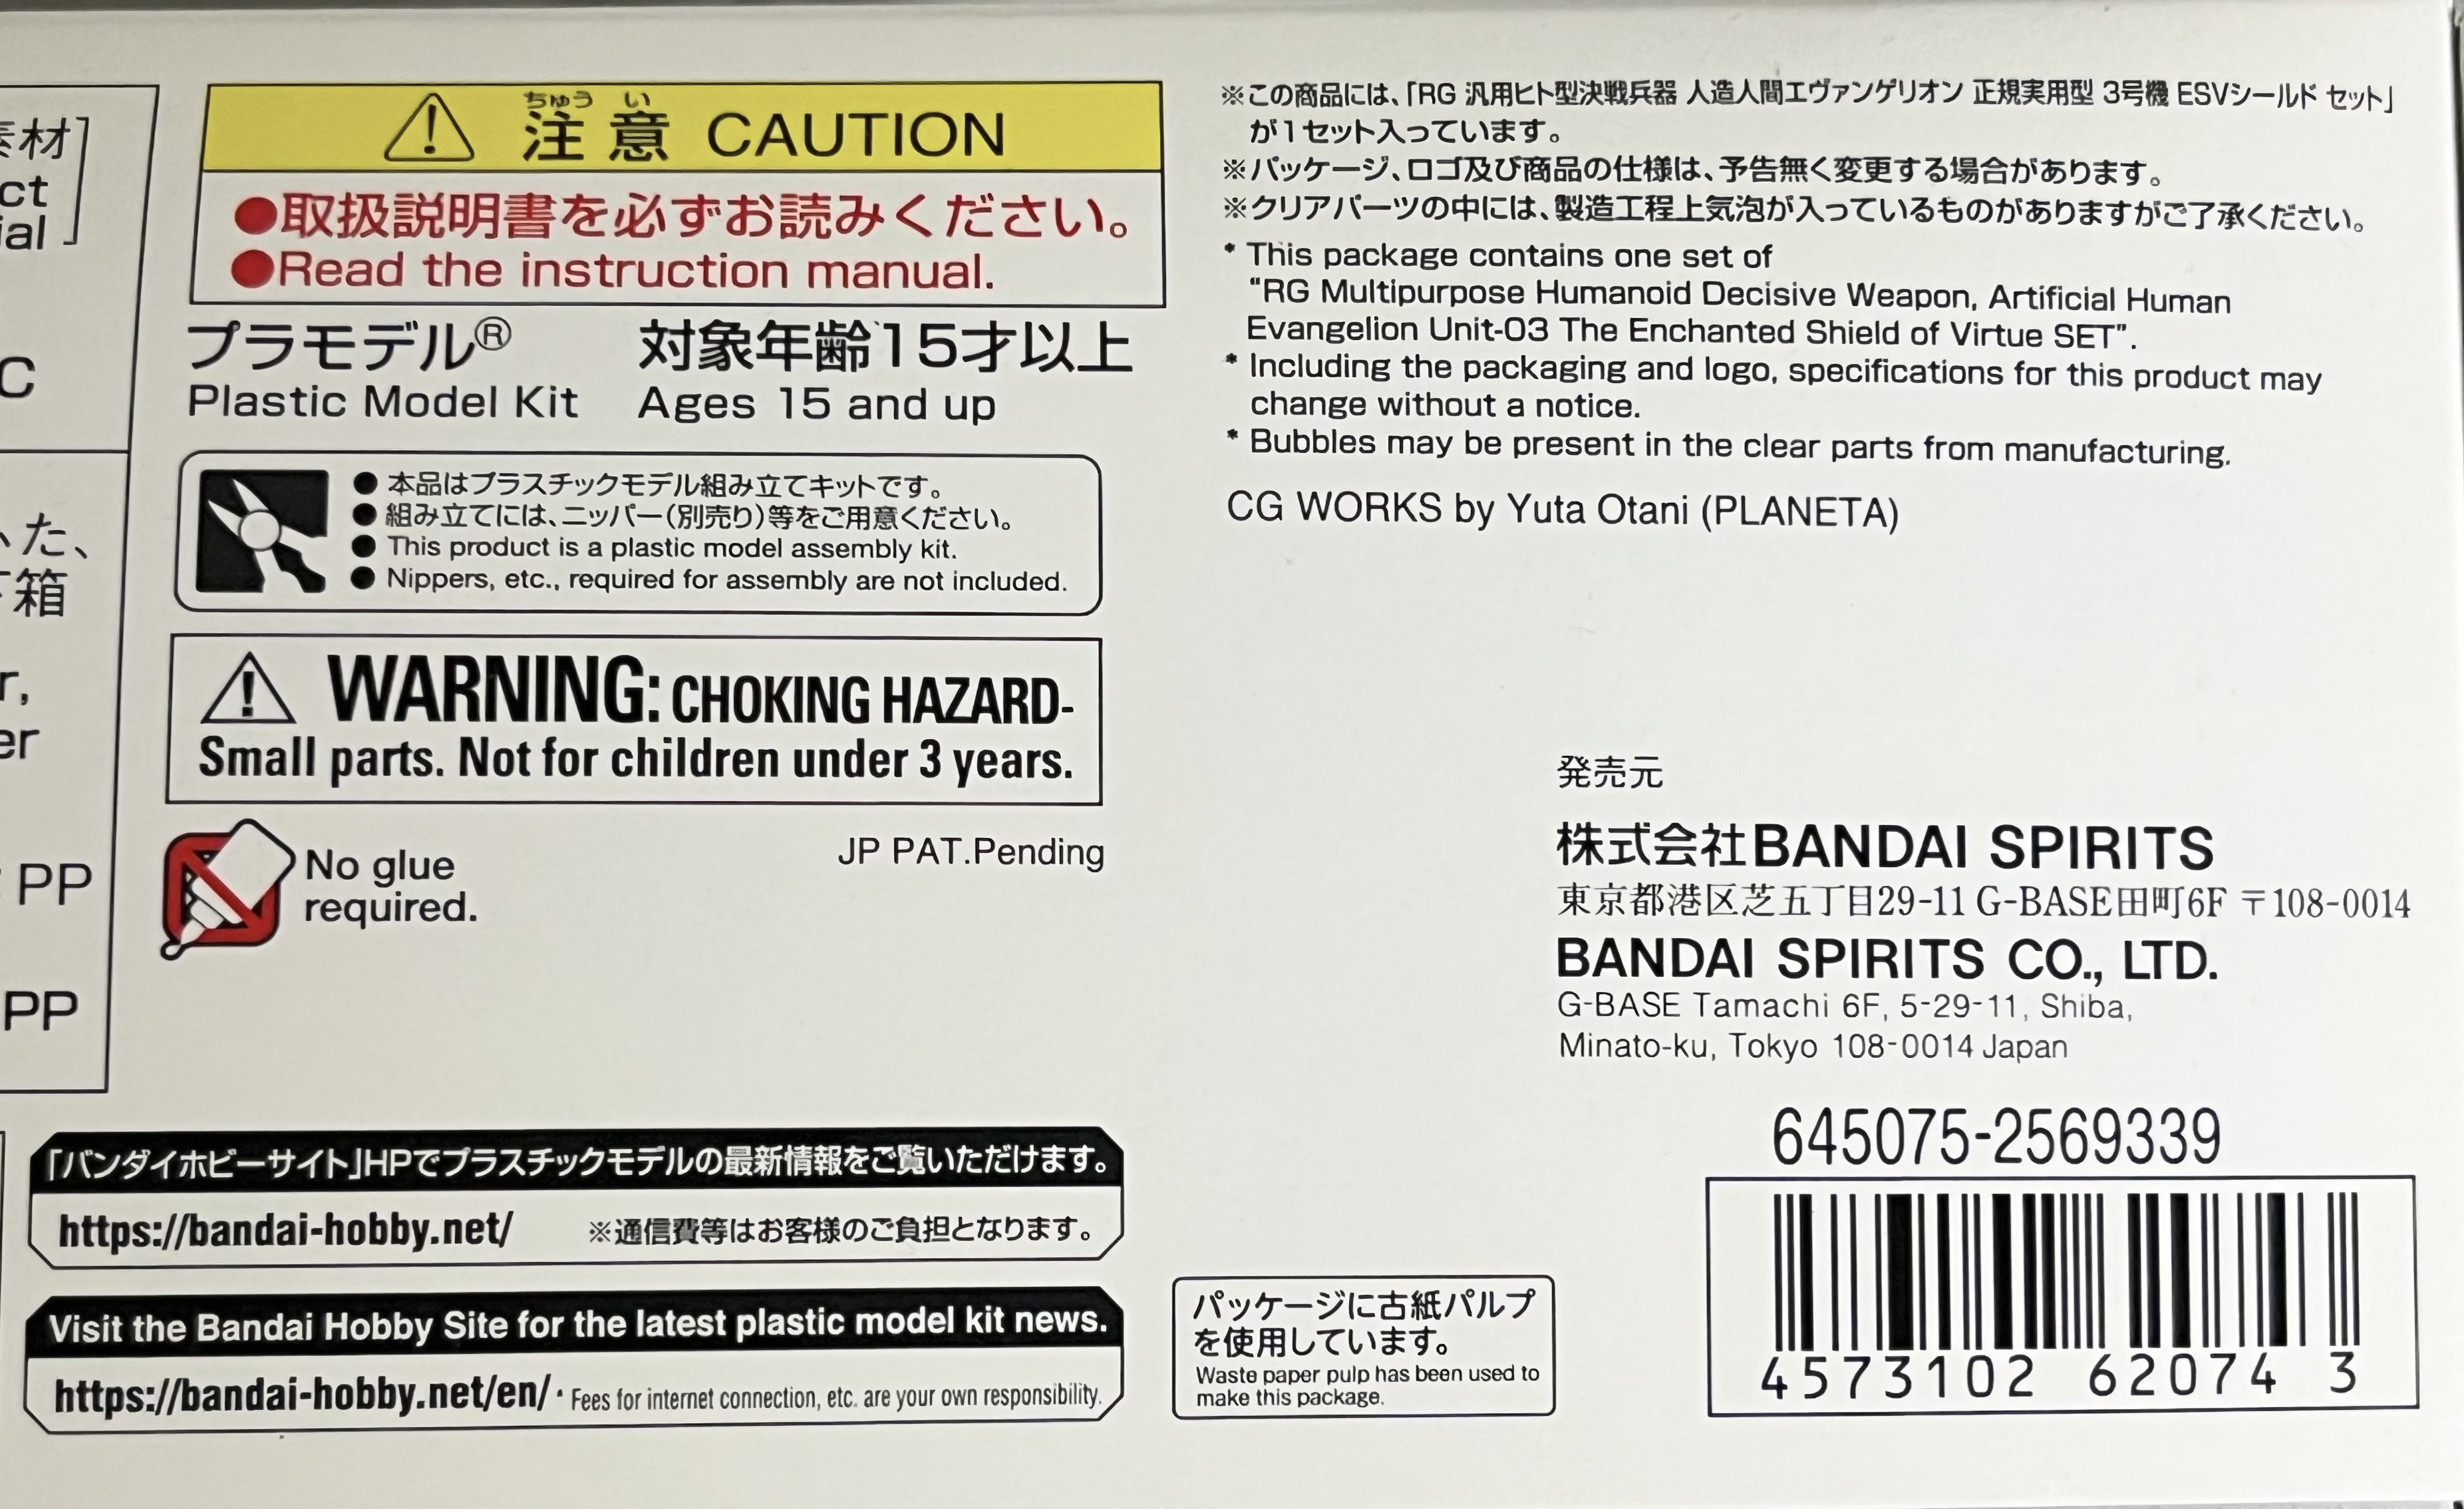 素材
ct
ial
C
た、
箱
r,
er
PP
PP
ちゅう い
注意 CAUTION
●取扱説明書を必ずお読みください。
●Read the instruction manual.
プラモデル® 対象年齢15才以上
Plastic Model Kit Ages 15 and up
● 本品はプラスチックモデル組み立てキットです。
● 組み立てには、ニッパー(別売り)等をご用意ください。
● This product is a plastic model assembly kit.
● Nippers, etc., required for assembly are not included.
WARNING: CHOKING HAZARD-
Small parts. Not for children under 3 years.
No glue
required.
JP PAT.Pending
「バンダイホビーサイト」HPでプラスチックモデルの最新情報をご覧いただけます。
https://bandai-hobby.net/ ※通信費等はお客様のご負担となります。
Visit the Bandai Hobby Site for the latest plastic model kit news.
https://bandai-hobby.net/en/ * Fees for internet connection, etc. are your own responsibility.
※この商品には、「RG 汎用ヒト型決戦兵器 人造人間エヴァンゲリオン 正規実用型 3号機 ESVシールド セット」
が1セット入っています。
※パッケージ、ロゴ及び商品の仕様は、予告無く変更する場合があります。
※クリアパーツの中には、製造工程上気泡が入っているものがありますがご了承ください。
* This package contains one set of
“RG Multipurpose Humanoid Decisive Weapon, Artificial Human
Evangelion Unit-03 The Enchanted Shield of Virtue SET”.
* Including the packaging and logo, specifications for this product may
change without a notice.
* Bubbles may be present in the clear parts from manufacturing.
CG WORKS by Yuta Otani (PLANETA)
発売元
株式会社BANDAI SPIRITS
東京都港区芝五丁目29-11 G-BASE田町6F 〒108-0014
BANDAI SPIRITS CO., LTD.
G-BASE Tamachi 6F, 5-29-11, Shiba,
Minato-ku, Tokyo 108-0014 Japan
645075-2569339
4573102 62074 3
パッケージに古紙パルプ
を使用しています。
Waste paper pulp has been used to
make this package.